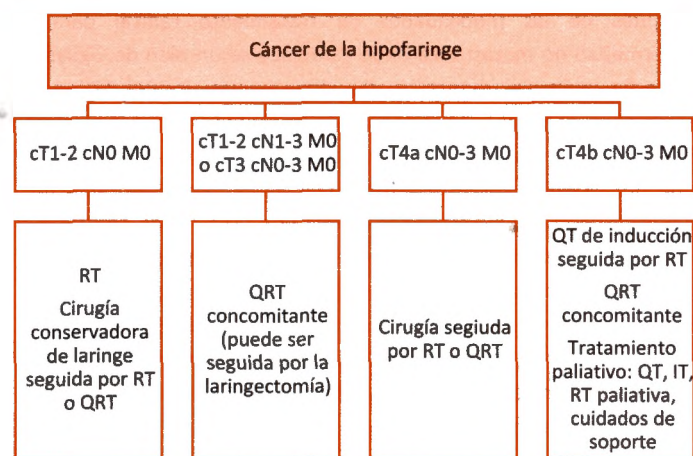 Cáncer de la hipofaringe
cT1-2 cN0 M0
cT1-2 cN1-3 M0
o cT3 cN0-3 M0
cT4a cN0-3 M0
cT4b cN0-3 M0
RT
Cirugía
conservadora
de laringe
seguida por RT
o QRT
QRT
concomitante
(puede ser
seguida por la
laringectomía)
Cirugía segiuda
por RT o QRT
QT de inducción
seguida por RT
QRT
concomitante
Tratamiento
paliativo: QT, IT,
RT paliativa,
cuidados de
soporte